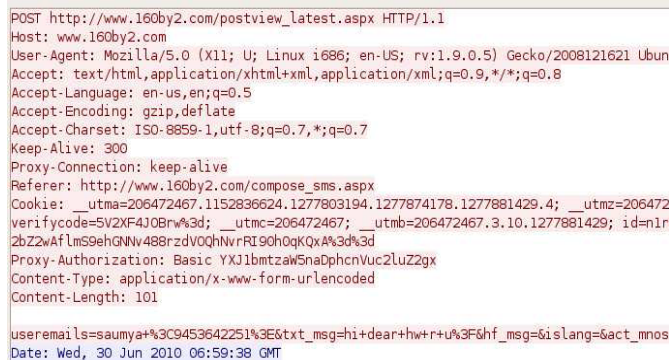 POST http://www.160by2.com/postview_latest.aspx HTTP/1.1
Host: www.160by2.com
User-Agent: Mozilla/5.0 (X11; U; Linux i686; en-US; rv:1.9.0.5) Gecko/2008121621 Ubun
Accept: text/html,application/xhtml+xml,application/xml;q=0.9,*/*;q=0.8
Accept-Language: en-us,en;q=0.5
Accept-Encoding: gzip,deflate
Accept-Charset: ISO-8859-1,utf-8;q=0.7,*;q=0.7
Keep-Alive: 300
Proxy-Connection: keep-alive
Referer: http://www.160by2.com/compose_sms.aspx
Cookie: __utma=206472467.1152836624.1277803194.1277874178.1277881429.4; __utmz=206472
verifycode=5V2XF4JOBrw%3d; __utmc=206472467; __utmb=206472467.3.10.1277881429; id=n1r
2bZ2wAflmS9ehGNNv488rzdVOQhNvrRI90hOqKQxA%3d%3d
Proxy-Authorization: Basic YXJ1bmtzaW5naDphcnVuc2luZ2gx
Content-Type: application/x-www-form-urlencoded
Content-Length: 101
useremails=saumya+%3C9453642251%3E&txt_msg=hi+dear+hw+r+u%3F&hf_msg=&islang=&act_mnos
Date: Wed, 30 Jun 2010 06:59:38 GMT